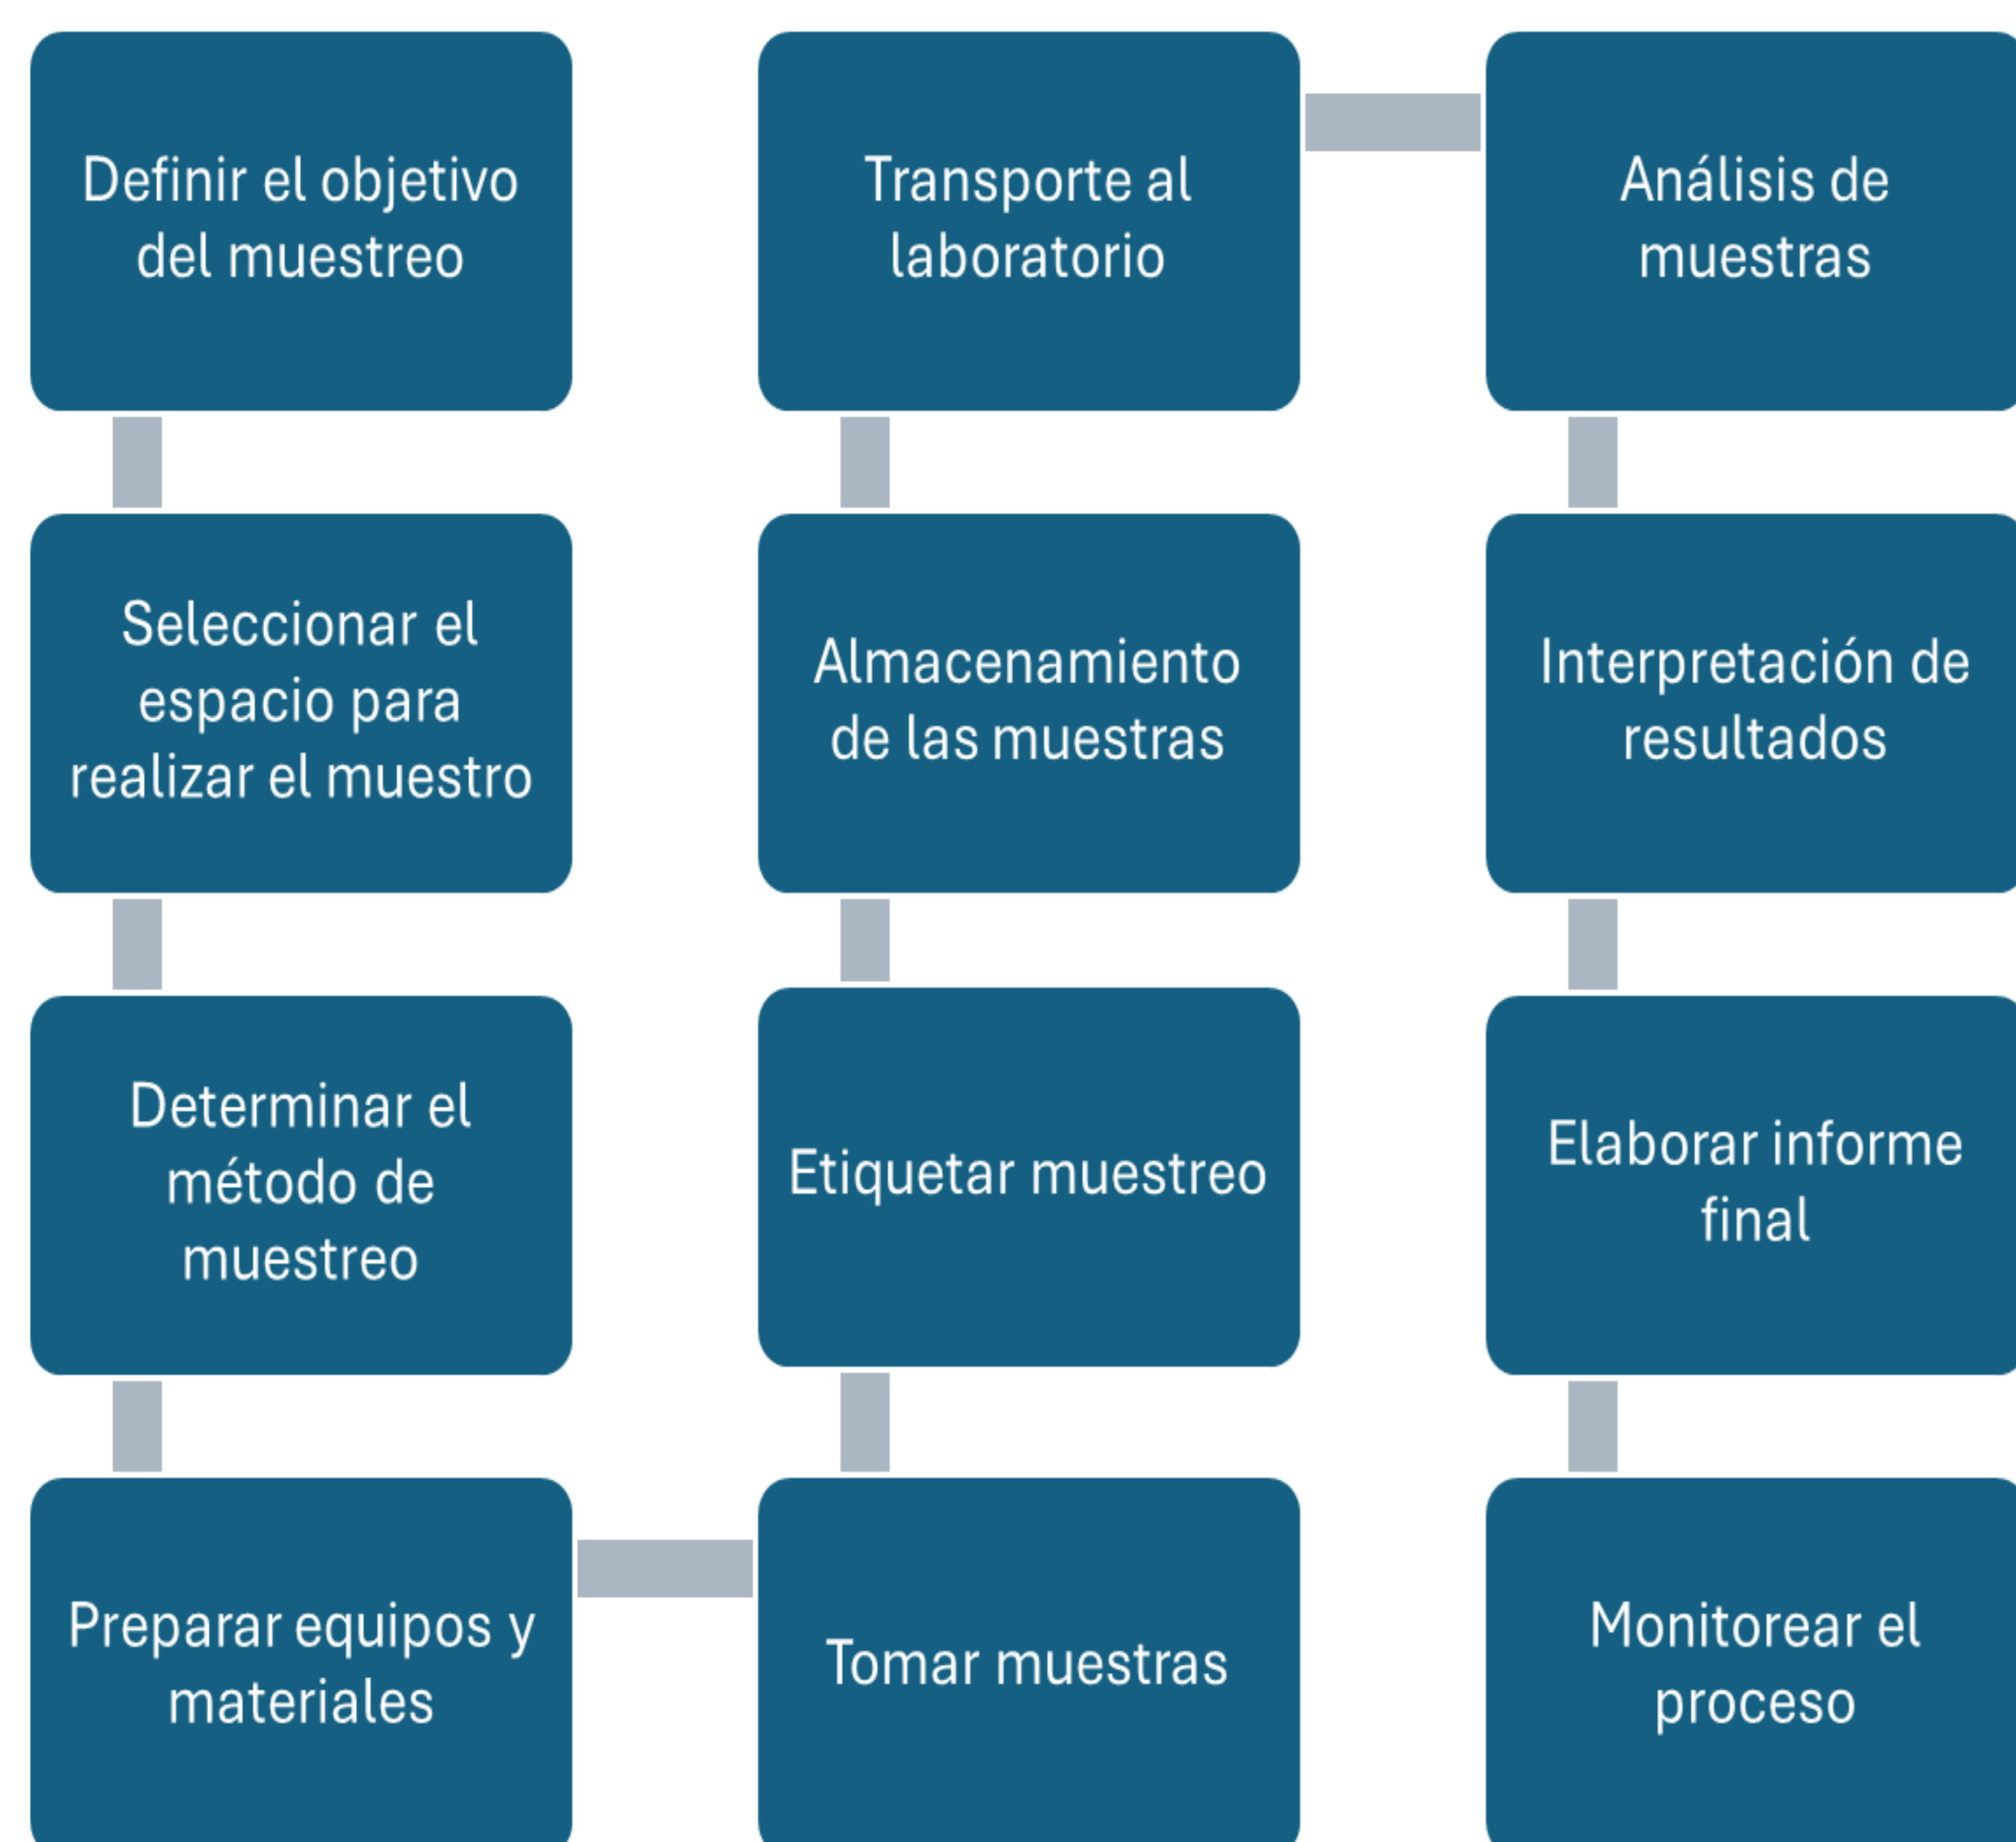 Definir el objetivo
del muestreo
Seleccionar el
espacio para
realizar el muestro
Determinar el
método de
muestreo
Preparar equipos y
materiales
Tomar muestras
Etiquetar muestreo
Almacenamiento
de las muestras
Transporte al
laboratorio
Análisis de
muestras
Interpretación de
resultados
Elaborar informe
final
Monitorear el
proceso